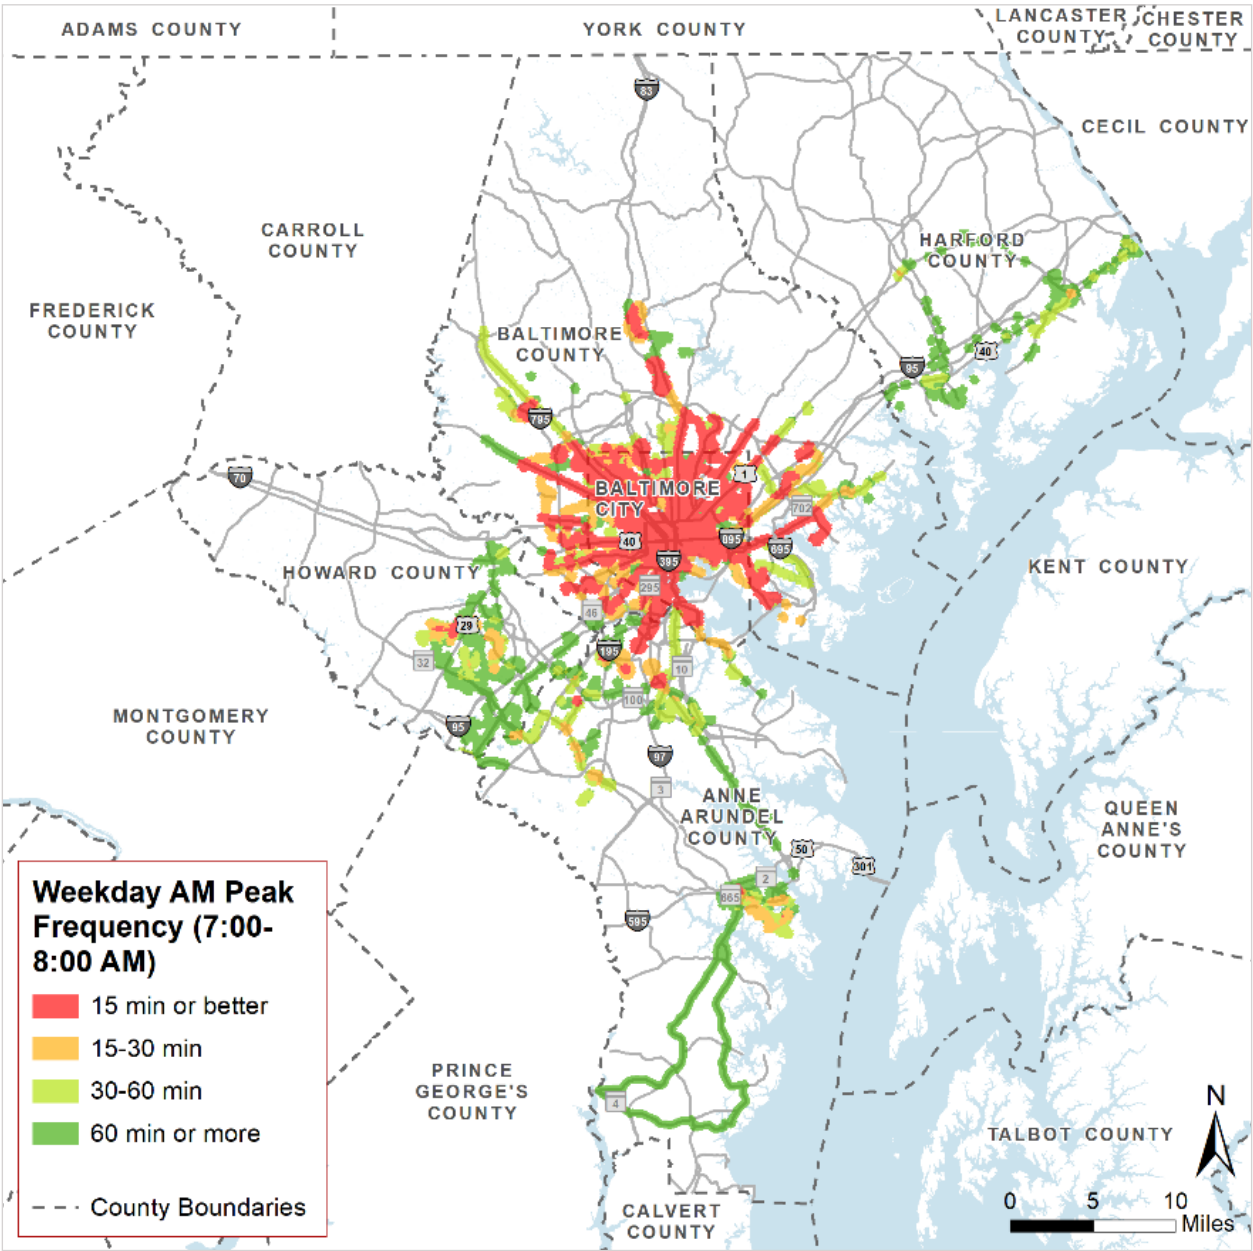 ADAMS COUNTY
YORK COUNTY
LANCASTER
COUNTY
CHESTER
COUNTY
83
CECIL COUNTY
CARROLL
COUNTY
HARFORD
COUNTY
FREDERICK
COUNTY
BALTIMORE
COUNTY
40
95
795
70
1
BALTIMORE
CITY
702
40
895
695
395
HOWARD COUNTY
KENT COUNTY
295
46
29
195
32
10
100
MONTGOMERY
COUNTY
95
97
3
ANNE
ARUNDEL
COUNTY
QUEEN
ANNE'S
COUNTY
50
301
2
665
595
Weekday AM Peak
Frequency (7:00-
8:00 AM)
15 min or better
15-30 min
30-60 min
60 min or more
County Boundaries
PRINCE
GEORGE'S
COUNTY
4
TALBOT COUNTY
CALVERT
COUNTY
N
0 5 10
Miles